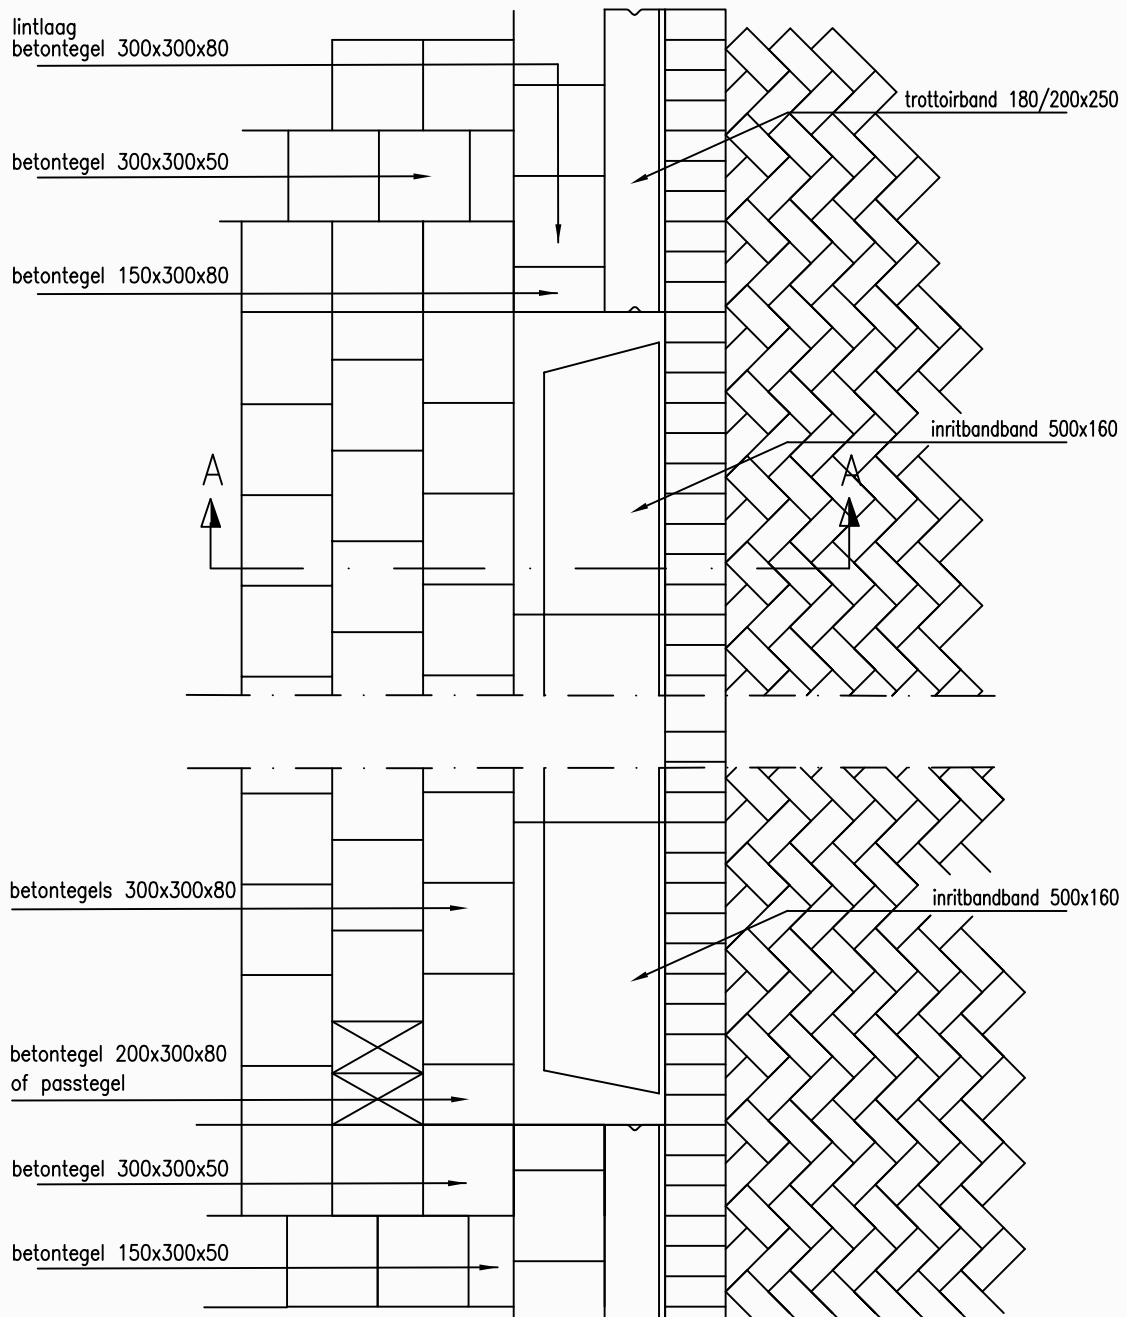 lintlaag
betontegel 300x300x80
trottoirband 180/200x250
betontegel 300x300x50
betontegel 150x300x80
inritbandband 500x160
A
A
betontegels 300x300x80
inritbandband 500x160
betontegel 200x300x80
of passtegel
betontegel 300x300x50
betontegel 150x300x50